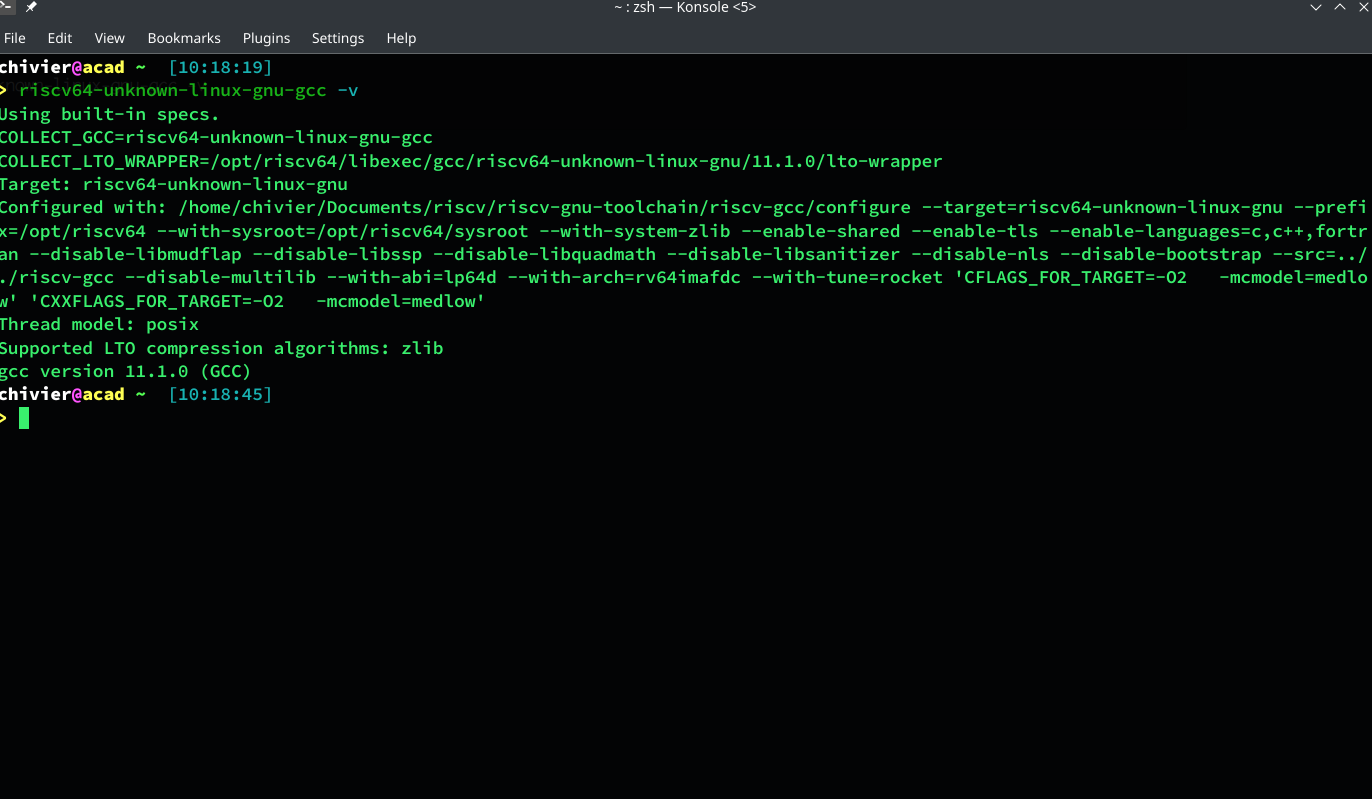 ~ : zsh — Konsole <5>
File Edit View Bookmarks Plugins Settings Help
chivier@acad ~ [10:18:19]
> riscv64-unknown-linux-gnu-gcc -v
Using built-in specs.
COLLECT_GCC=riscv64-unknown-linux-gnu-gcc
COLLECT_LTO_WRAPPER=/opt/riscv64/libexec/gcc/riscv64-unknown-linux-gnu/11.1.0/lto-wrapper
Target: riscv64-unknown-linux-gnu
Configured with: /home/chivier/Documents/riscv/riscv-gnu-toolchain/riscv-gcc/configure --target=riscv64-unknown-linux-gnu --prefi
x=/opt/riscv64 --with-sysroot=/opt/riscv64/sysroot --with-system-zlib --enable-shared --enable-tls --enable-languages=c,c++,fortr
an --disable-libmudflap --disable-libssp --disable-libquadmath --disable-libsanitizer --disable-nls --disable-bootstrap --src=../
./riscv-gcc --disable-multilib --with-abi=lp64d --with-arch=rv64imafdc --with-tune=rocket 'CFLAGS_FOR_TARGET=-O2   -mcmodel=medlo
w' 'CXXFLAGS_FOR_TARGET=-O2   -mcmodel=medlow'
Thread model: posix
Supported LTO compression algorithms: zlib
gcc version 11.1.0 (GCC)
chivier@acad ~ [10:18:45]
>